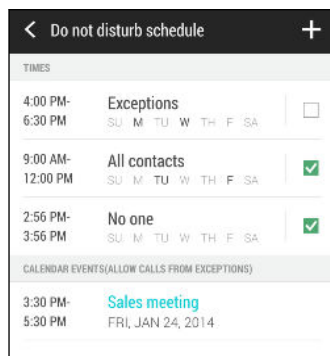 Do not disturb schedule
TIMES
4:00 PM- Exceptions
6:30 PM SU M TU W TH F SA
9:00 AM- All contacts
12:00 PM SU M TU W TH F SA
2:56 PM- No one
3:56 PM SU M TU W TH F SA
CALENDAR EVENTS(ALLOW CALLS FROM EXCEPTIONS)
3:30 PM- Sales meeting
5:30 PM FRI, JAN 24, 2014